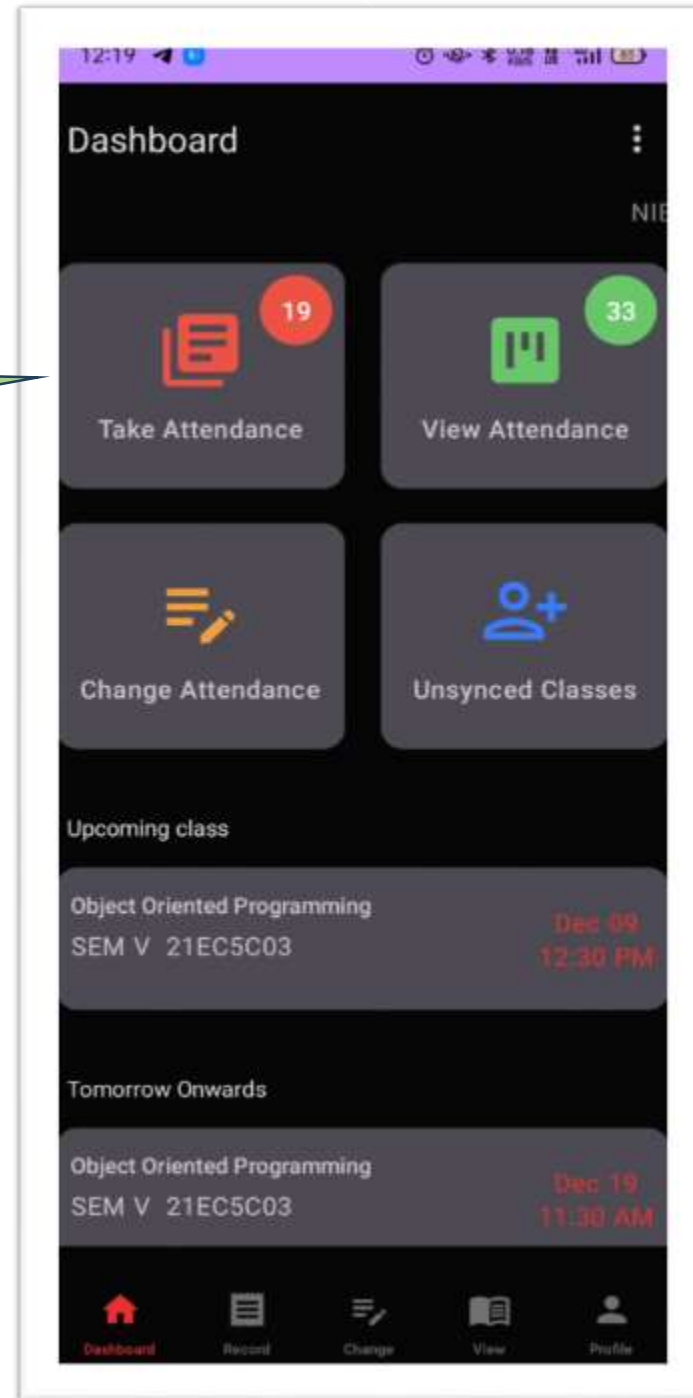 12:19
Dashboard
NIE
19
33
Take Attendance
View Attendance
Change Attendance
Unsynced Classes
Upcoming class
Object Oriented Programming
SEM V 21EC5C03
Dec 09
12:30 PM
Tomorrow Onwards
Object Oriented Programming
SEM V 21EC5C03
Dec 19
11:30 AM
Dashboard
Record
Change
View
Profile